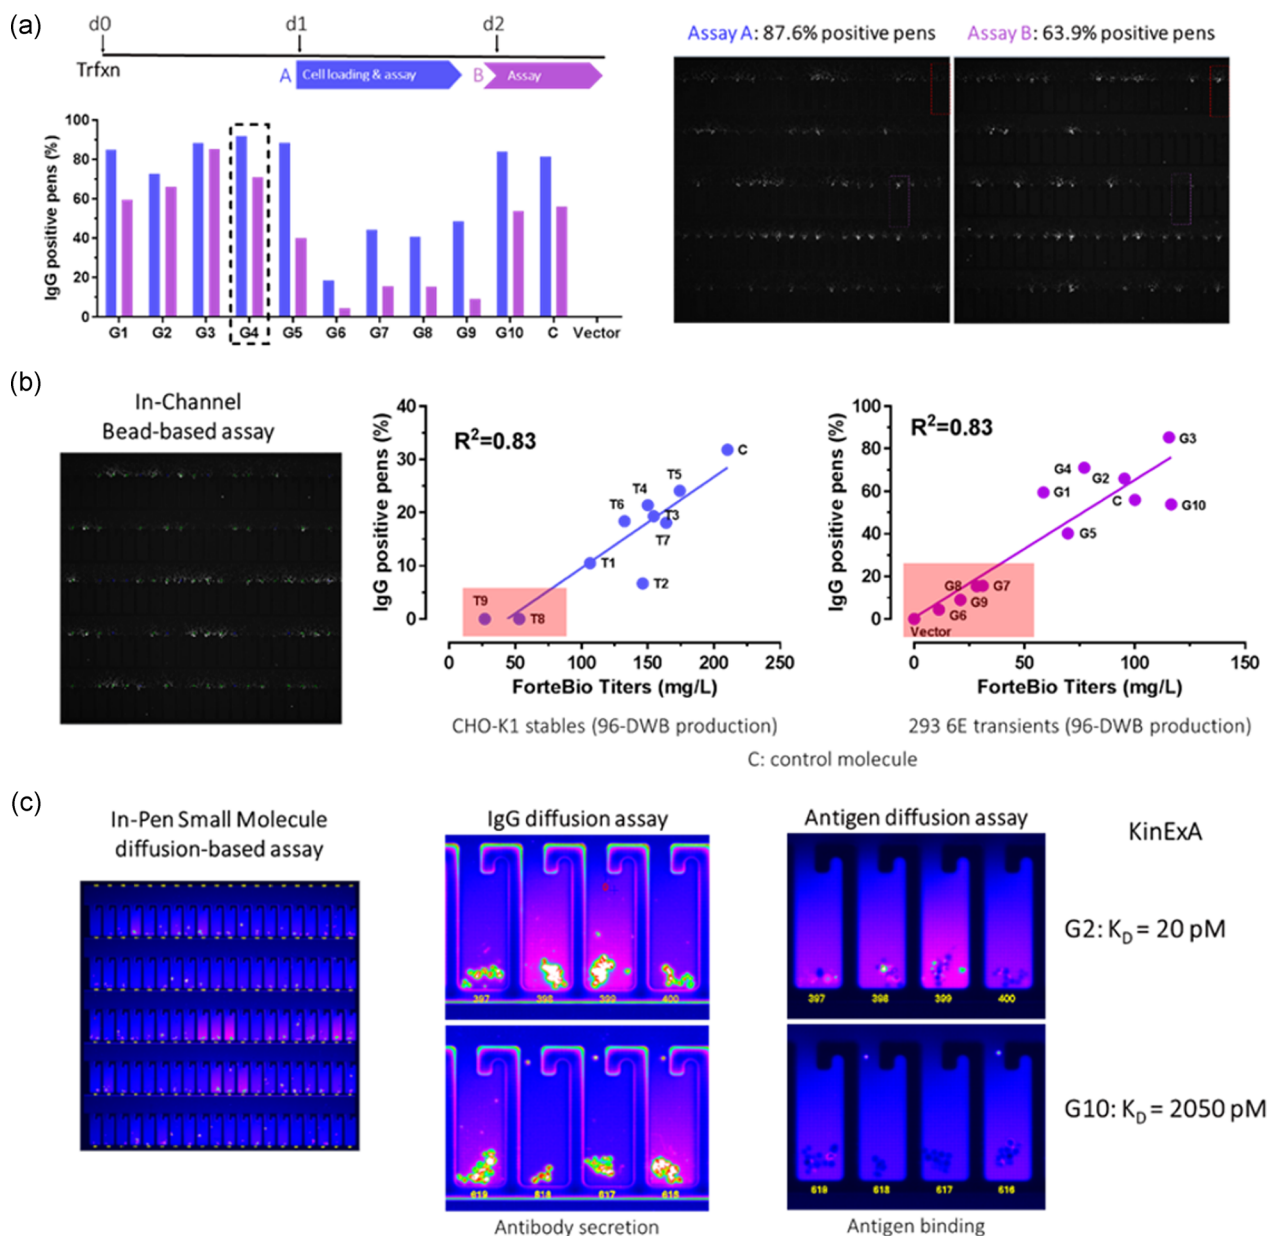 (a)
d0
d1
d2
Trfxn
A
Cell loading & assay
B
Assay
Assay A: 87.6% positive pens
Assay B: 63.9% positive pens
IgG positive pens (%)
100
80
60
40
20
0
G1
G2
G3
G4
G5
G6
G7
G8
G9
G10
C
Vector
(b)
In-Channel
Bead-based assay
IgG positive pens (%)
40
30
20
10
0
R²=0.83
C
T5
T4
T6
T3
T7
T1
T2
T9
T8
0
50
100
150
200
250
ForteBio Titers (mg/L)
CHO-K1 stables (96-DWB production)
IgG positive pens (%)
100
80
60
40
20
0
R²=0.83
G3
G4
G2
G1
C
G10
G5
G8
G7
G9
G6
Vector
0
50
100
150
ForteBio Titers (mg/L)
293 6E transients (96-DWB production)
C: control molecule
(c)
In-Pen Small Molecule
diffusion-based assay
IgG diffusion assay
397
398
399
400
619
618
617
616
Antibody secretion
Antigen diffusion assay
397
398
399
400
619
618
617
616
Antigen binding
KinExA
G2: K_D = 20 pM
G10: K_D = 2050 pM